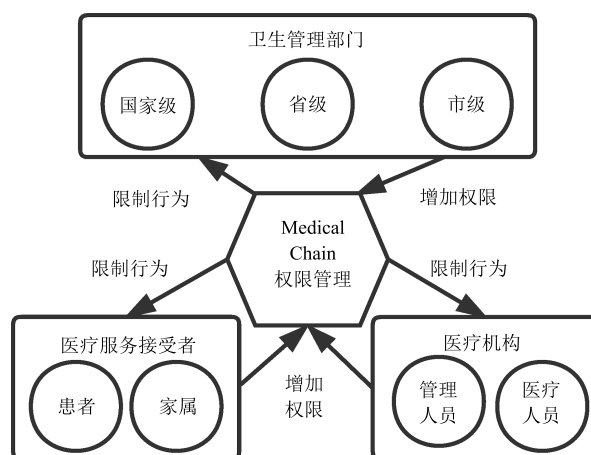 卫生管理部门
国家级
省级
市级
限制行为
增加权限
Medical
Chain
权限管理
限制行为
限制行为
医疗服务接受者
患者
家属
增加
权限
医疗机构
管理
人员
医疗
人员